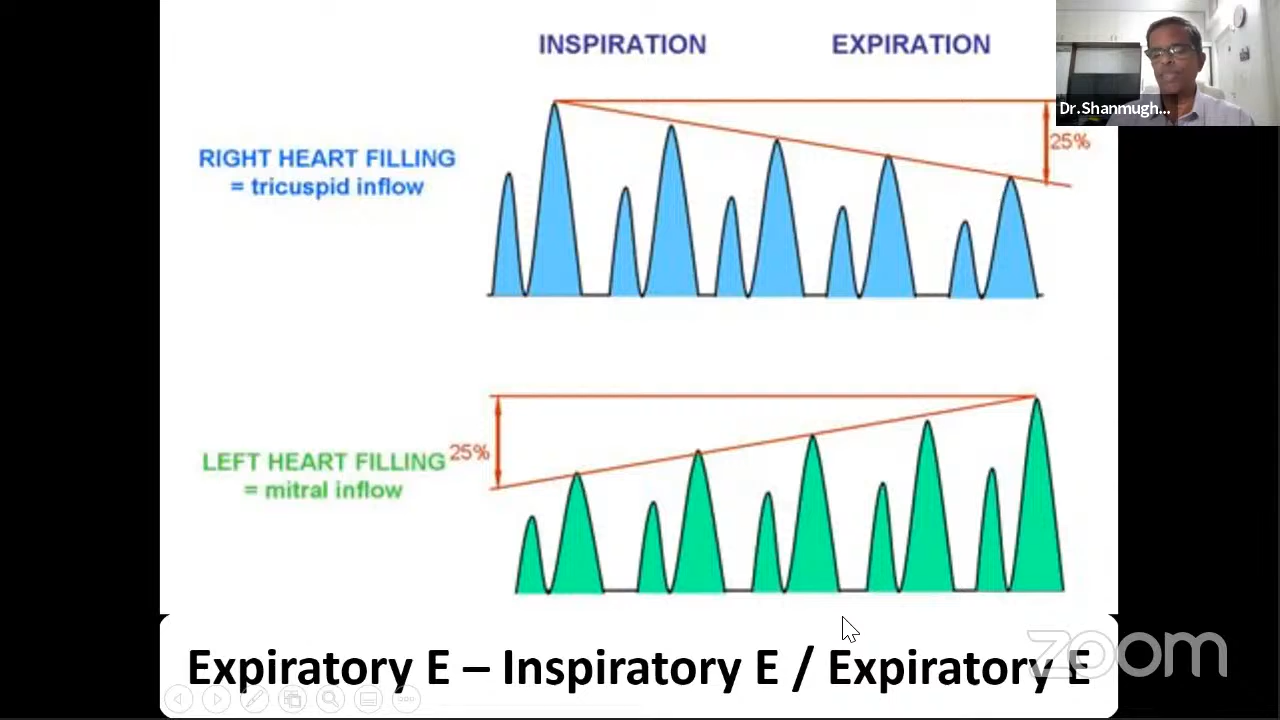 INSPIRATION EXPIRATION
Dr.Shanmugh...
25%
RIGHT HEART FILLING
= tricuspid inflow
25%
LEFT HEART FILLING
= mitral inflow
Expiratory E – Inspiratory E / Expiratory E
zoom